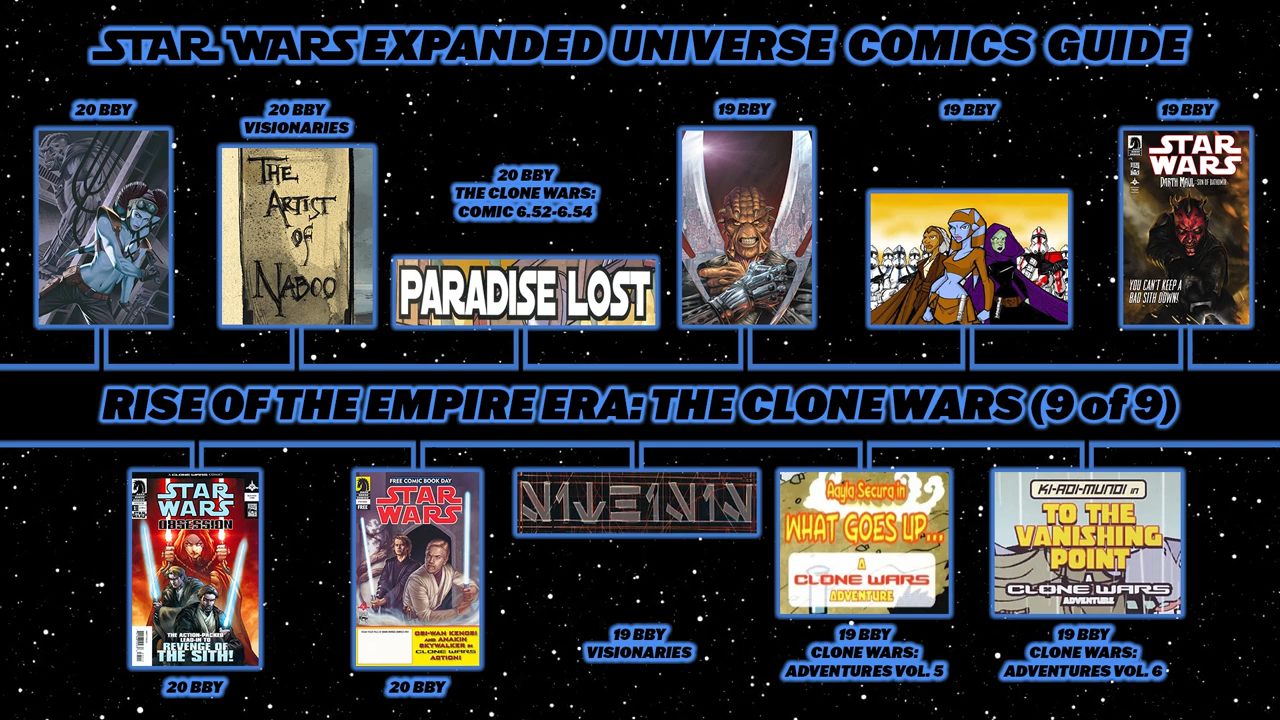 STAR WARS EXPANDED UNIVERSE COMICS GUIDE
20 BBY
20 BBY
VISIONARIES
THE
ARTIST
OF
NABOO
20 BBY
THE CLONE WARS:
COMIC 6.52-6.54
PARADISE LOST
19 BBY
19 BBY
19 BBY
STAR
WARS
DARTH MAUL SON OF DATHOMIR
YOU CAN'T KEEP A
BAD SITH DOWN!
RISE OF THE EMPIRE ERA: THE CLONE WARS (9 of 9)
STAR
WARS
OBSESSION
THE ACTION-PACKED
LEAD-IN TO
REVENGE OF
THE SITH!
20 BBY
FREE COMIC BOOK DAY
FREE
STAR
WARS
OBI-WAN KENOBI
AND ANAKIN
SKYWALKER IN
CLONE WARS
ACTION!
20 BBY
19 BBY
VISIONARIES
Aayla Secura in
WHAT GOES UP...
A
CLONE WARS
ADVENTURE
19 BBY
CLONE WARS:
ADVENTURES VOL. 5
KI-ADI-MUNDI in
TO THE
VANISHING
POINT
A
CLONE WARS
ADVENTURE
19 BBY
CLONE WARS:
ADVENTURES VOL. 6